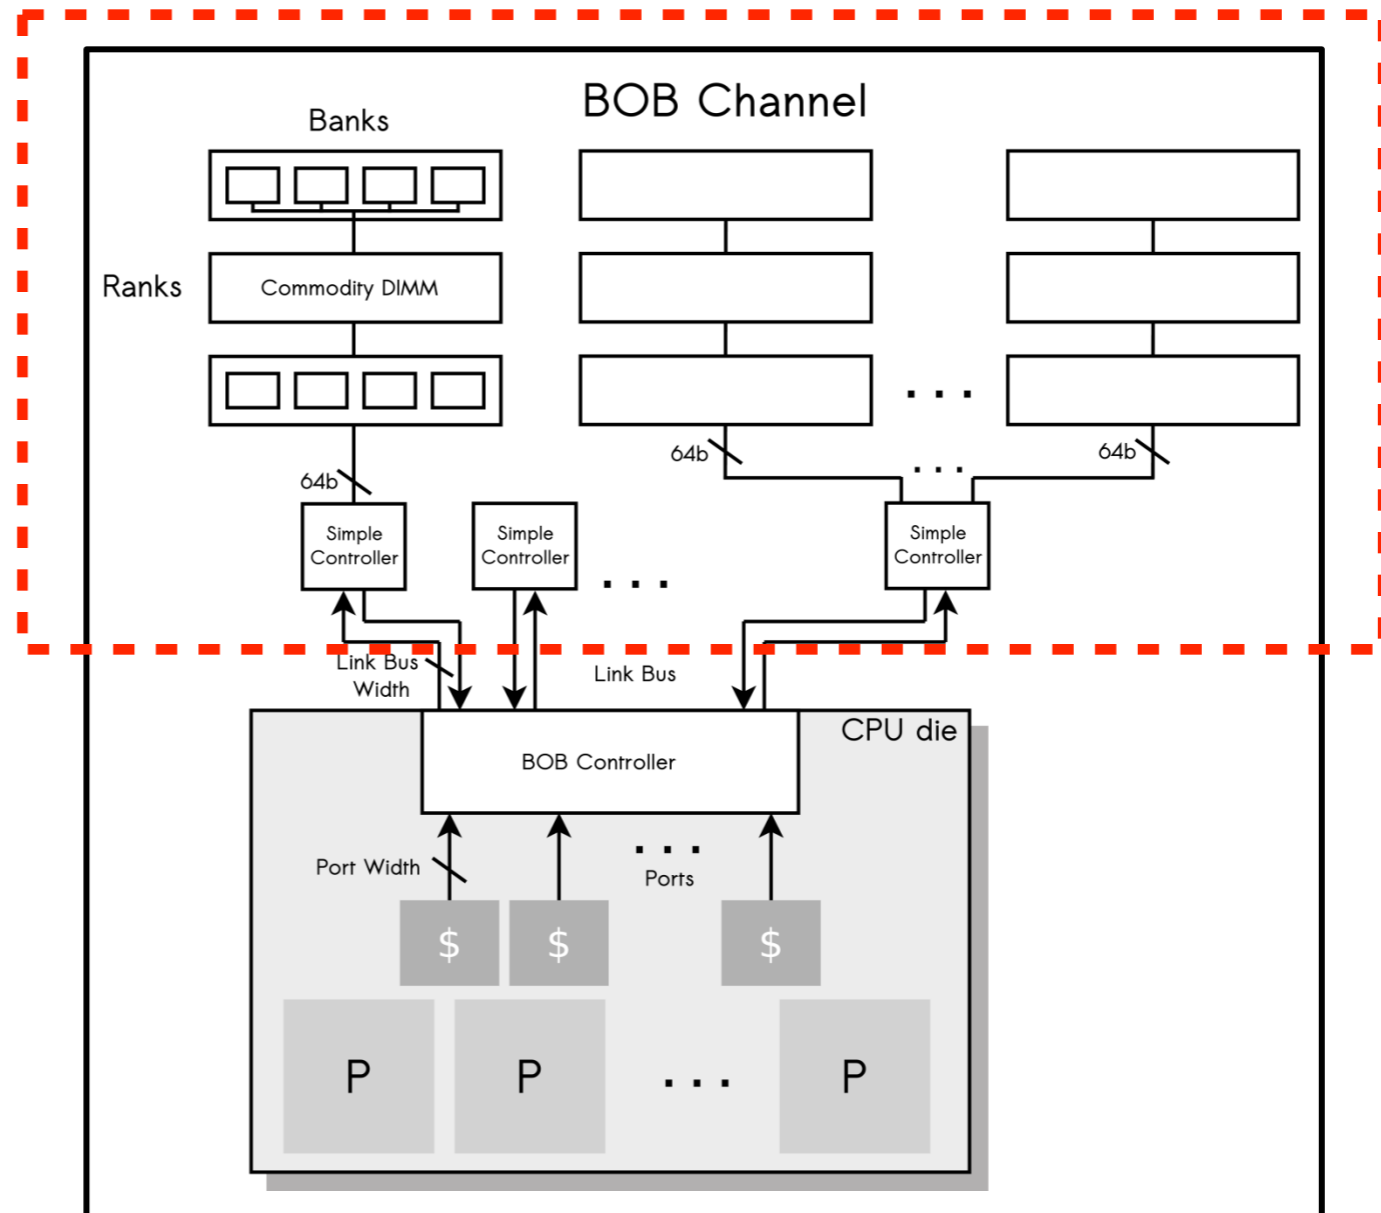 BOB Channel
Banks
Ranks
Commodity DIMM
64b
64b
64b
Simple
Controller
Simple
Controller
Simple
Controller
. . .
. . .
. . .
Link Bus
Width
Link Bus
CPU die
BOB Controller
Port Width
. . .
Ports
$
$
$
P
P
. . .
P